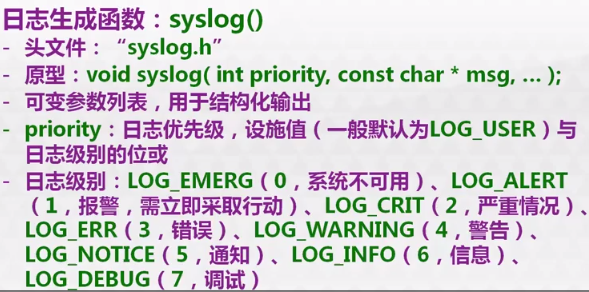 日志生成函数：syslog()
- 头文件：“syslog.h”
- 原型：void syslog( int priority, const char * msg, ... );
- 可变参数列表，用于结构化输出
- priority：日志优先级，设施值（一般默认为LOG_USER）与
日志级别的位或
- 日志级别：LOG_EMERG（0，系统不可用）、LOG_ALERT
（1，报警，需立即采取行动）、LOG_CRIT（2，严重情况）、
LOG_ERR（3，错误）、LOG_WARNING（4，警告）、
LOG_NOTICE（5，通知）、LOG_INFO（6，信息）、
LOG_DEBUG（7，调试）